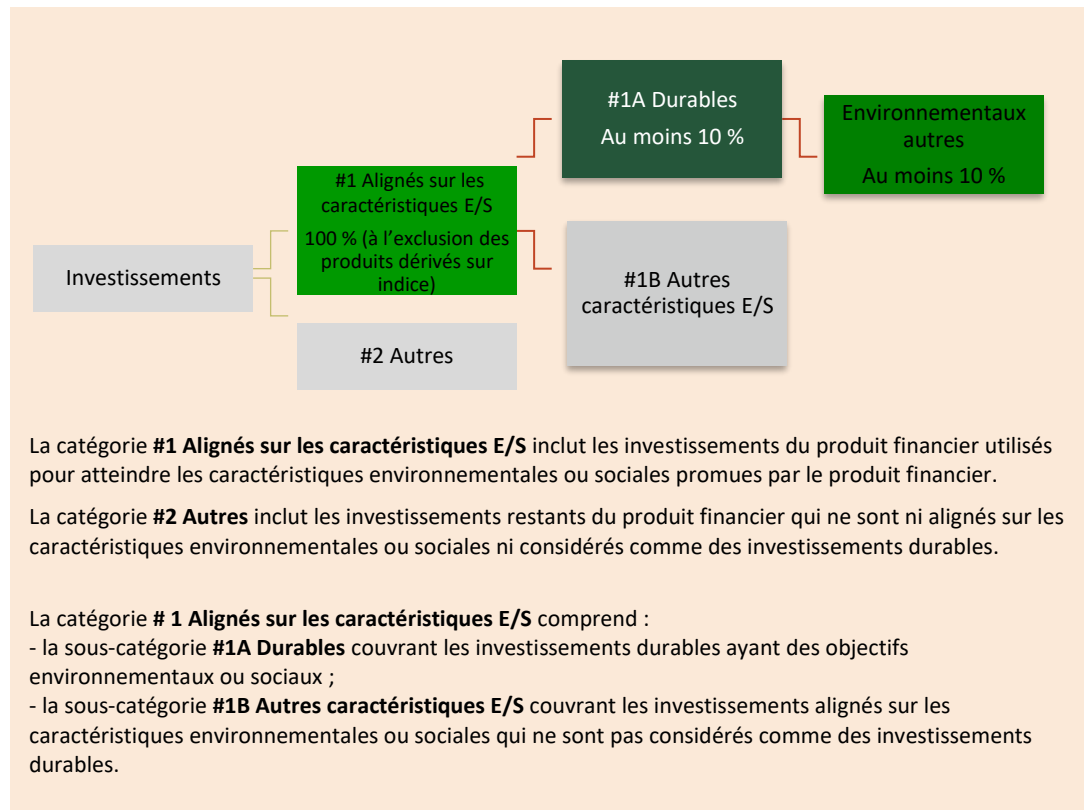 #1A Durables
Au moins 10 %
Environnementaux
autres
Au moins 10 %
#1 Alignés sur les
caractéristiques E/S
100 % (à l’exclusion des
produits dérivés sur
indice)
Investissements
#1B Autres
caractéristiques E/S
#2 Autres
La catégorie #1 Alignés sur les caractéristiques E/S inclut les investissements du produit financier utilisés
pour atteindre les caractéristiques environnementales ou sociales promues par le produit financier.
La catégorie #2 Autres inclut les investissements restants du produit financier qui ne sont ni alignés sur les
caractéristiques environnementales ou sociales ni considérés comme des investissements durables.
La catégorie # 1 Alignés sur les caractéristiques E/S comprend :
- la sous-catégorie #1A Durables couvrant les investissements durables ayant des objectifs
environnementaux ou sociaux ;
- la sous-catégorie #1B Autres caractéristiques E/S couvrant les investissements alignés sur les
caractéristiques environnementales ou sociales qui ne sont pas considérés comme des investissements
durables.